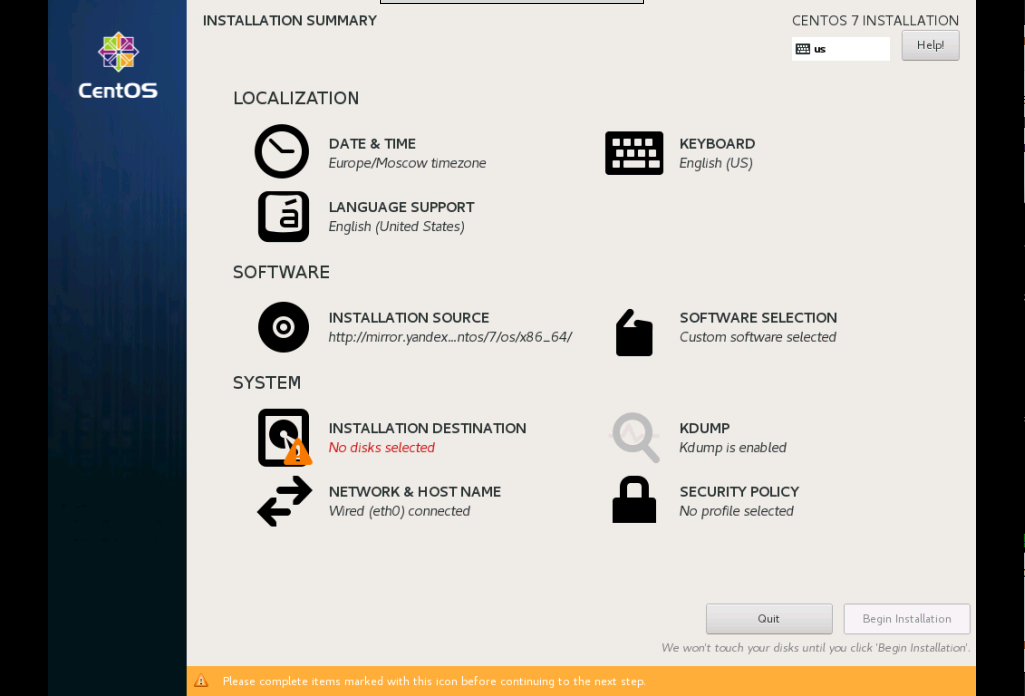 INSTALLATION SUMMARY
CENTOS 7 INSTALLATION
us
Help!
CentOS
LOCALIZATION
DATE & TIME
Europe/Moscow timezone
KEYBOARD
English (US)
LANGUAGE SUPPORT
English (United States)
SOFTWARE
INSTALLATION SOURCE
http://mirror.yandex...ntos/7/os/x86_64/
SOFTWARE SELECTION
Custom software selected
SYSTEM
INSTALLATION DESTINATION
No disks selected
KDUMP
Kdump is enabled
NETWORK & HOST NAME
Wired (eth0) connected
SECURITY POLICY
No profile selected
Quit
Begin Installation
We won't touch your disks until you click 'Begin Installation'.
Please complete items marked with this icon before continuing to the next step.